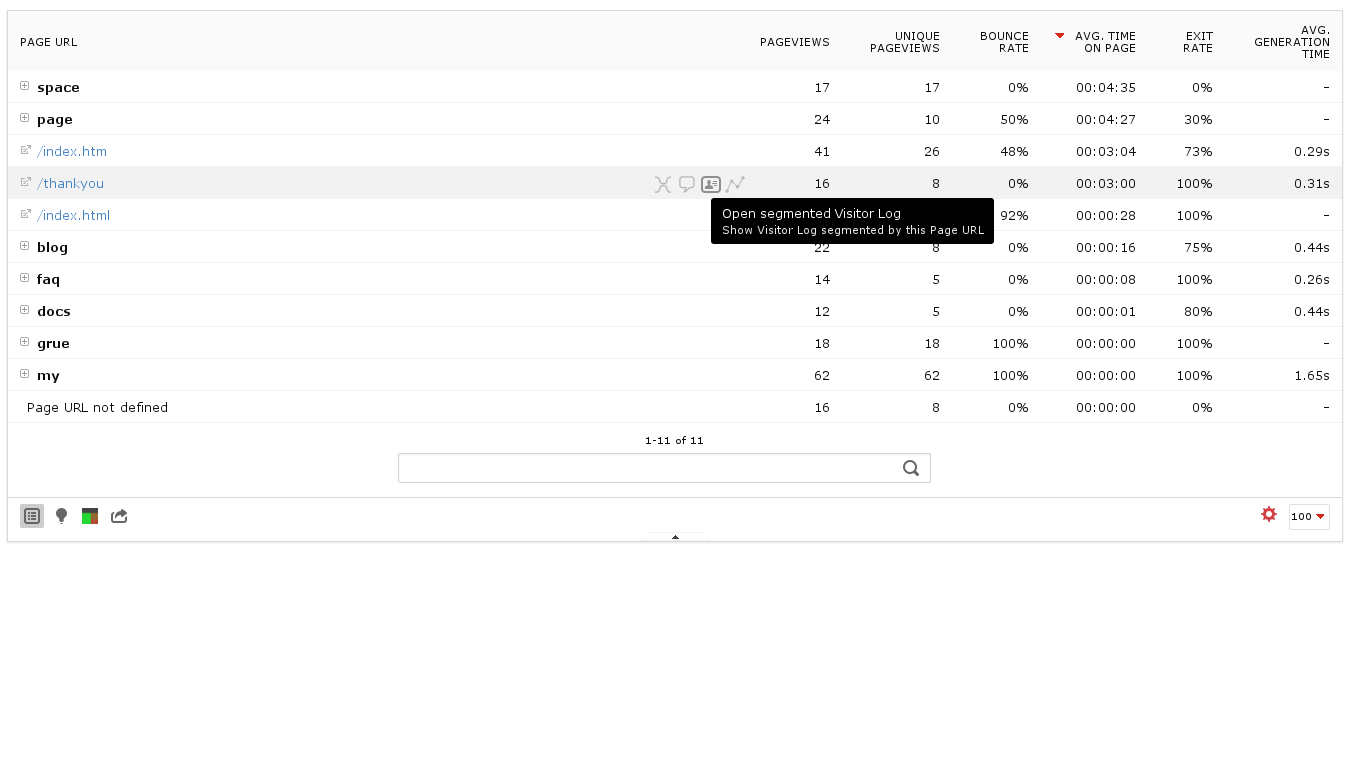 PAGE URL PAGEVIEWS UNIQUE PAGEVIEWS BOUNCE RATE AVG. TIME ON PAGE EXIT RATE AVG. GENERATION TIME
space 17 17 0% 00:04:35 0% -
page 24 10 50% 00:04:27 30% -
/index.htm 41 26 48% 00:03:04 73% 0.29s
/thankyou 16 8 0% 00:03:00 100% 0.31s
Open segmented Visitor Log
Show Visitor Log segmented by this Page URL
/index.html 92% 00:00:28 100% -
blog 22 8 0% 00:00:16 75% 0.44s
faq 14 5 0% 00:00:08 100% 0.26s
docs 12 5 0% 00:00:01 80% 0.44s
grue 18 18 100% 00:00:00 100% -
my 62 62 100% 00:00:00 100% 1.65s
Page URL not defined 16 8 0% 00:00:00 0% -
1-11 of 11
100